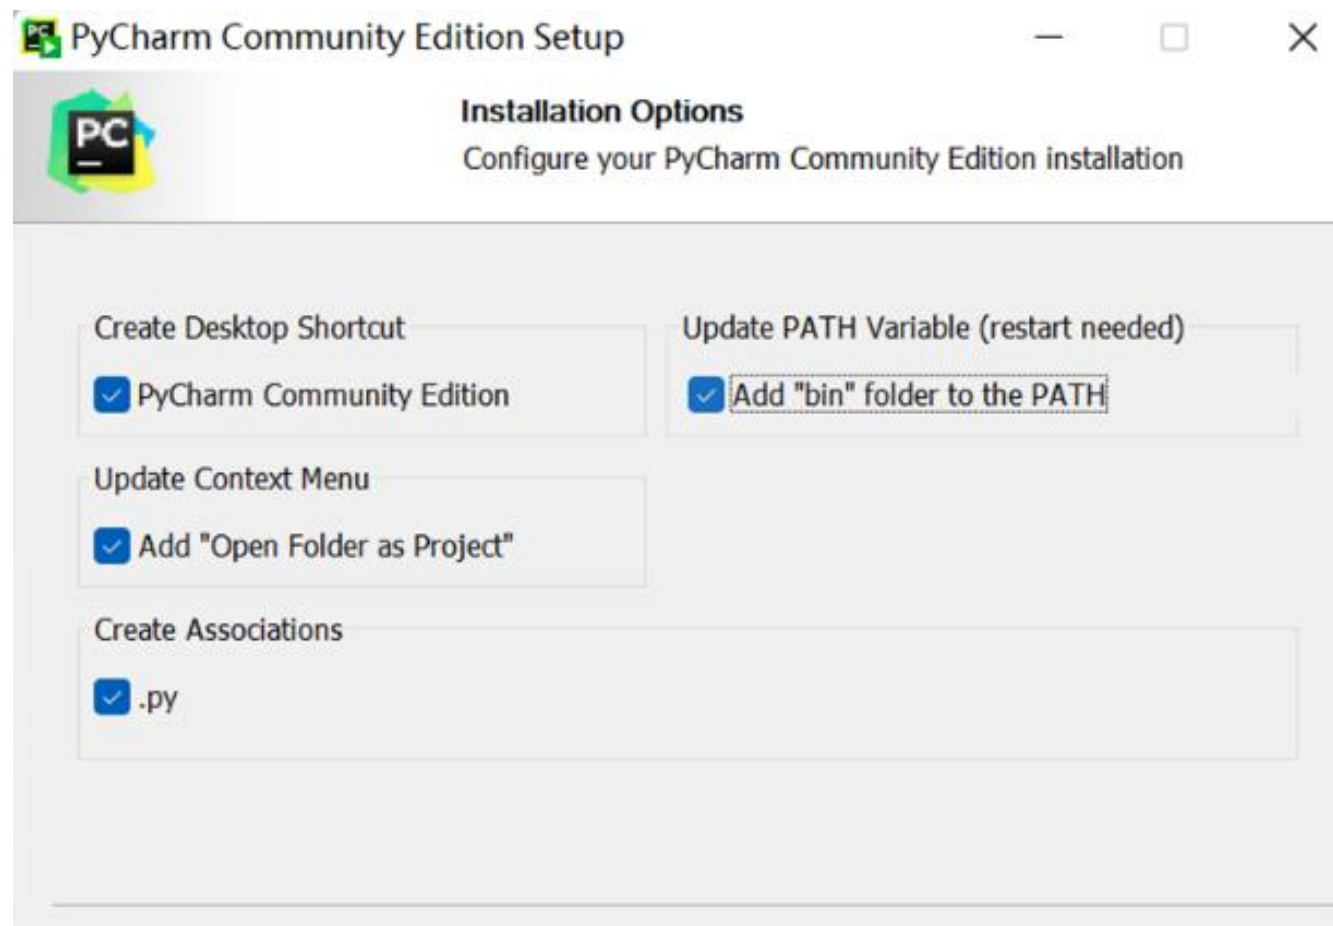 PyCharm Community Edition Setup
PC
Installation Options
Configure your PyCharm Community Edition installation
Create Desktop Shortcut
PyCharm Community Edition
Update PATH Variable (restart needed)
Add "bin" folder to the PATH
Update Context Menu
Add "Open Folder as Project"
Create Associations
.py